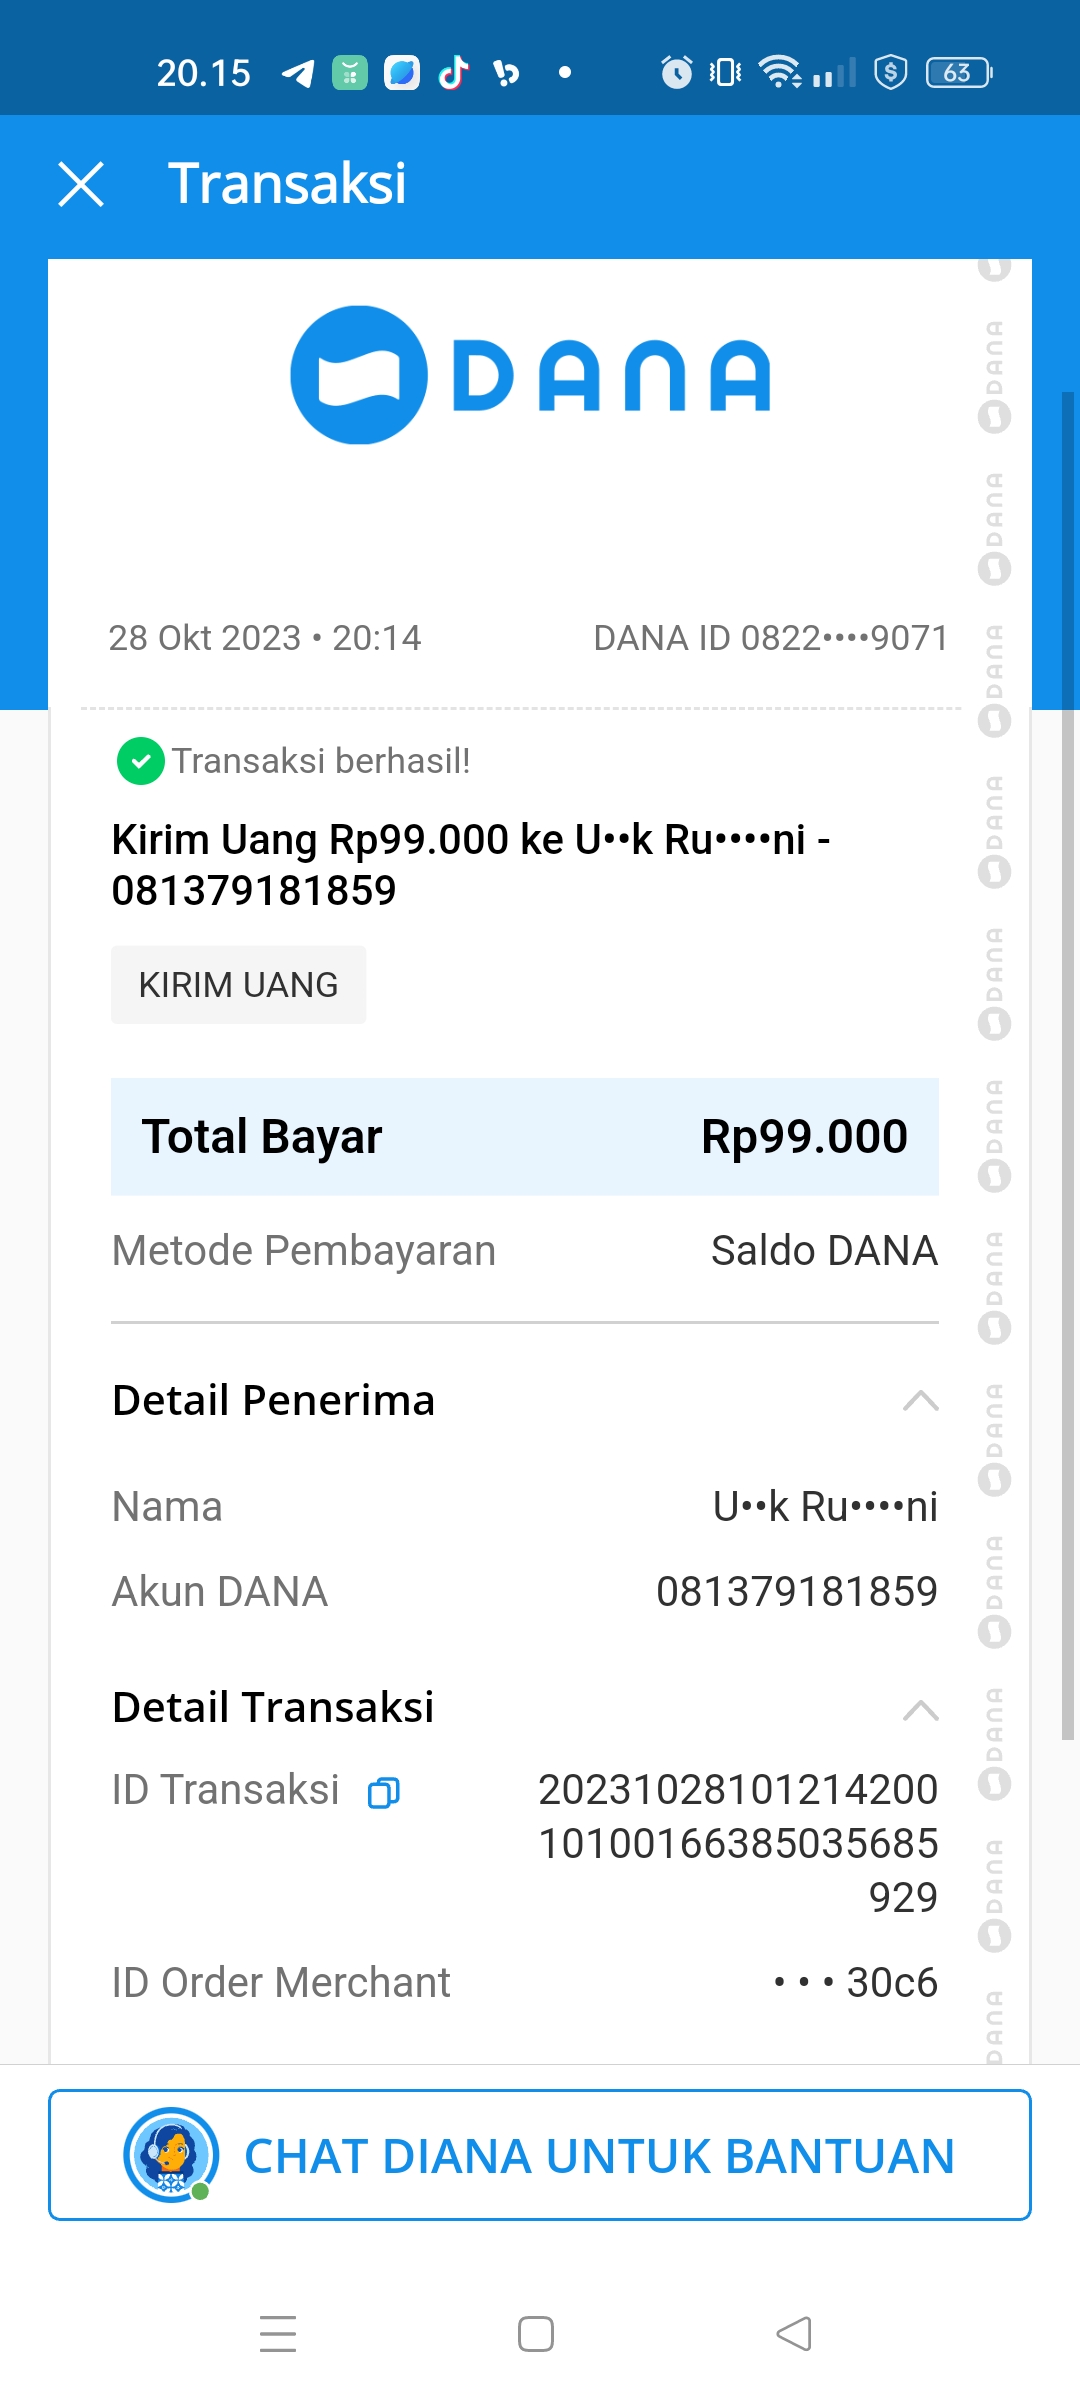 20.15
63
Transaksi
DANA
28 Okt 2023 • 20:14
DANA ID 0822••••9071
Transaksi berhasil!
Kirim Uang Rp99.000 ke U••k Ru••••ni -
081379181859
KIRIM UANG
Total Bayar Rp99.000
Metode Pembayaran Saldo DANA
Detail Penerima
Nama U••k Ru••••ni
Akun DANA 081379181859
Detail Transaksi
ID Transaksi 20231028101214200
10100166385035685
929
ID Order Merchant • • • 30c6
CHAT DIANA UNTUK BANTUAN
DANA
DANA
DANA
DANA
DANA
DANA
DANA
DANA
DANA
DANA
DANA
DANA